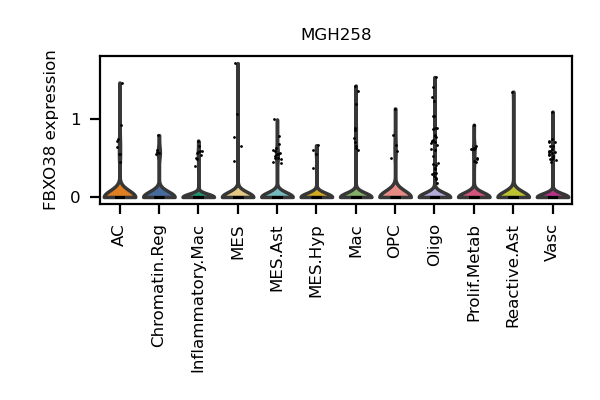 MGH258
FBXO38 expression
1
0
AC
Chromatin.Reg
Inflammatory.Mac
MES
MES.Ast
MES.Hyp
Mac
OPC
Oligo
Prolif.Metab
Reactive.Ast
Vasc